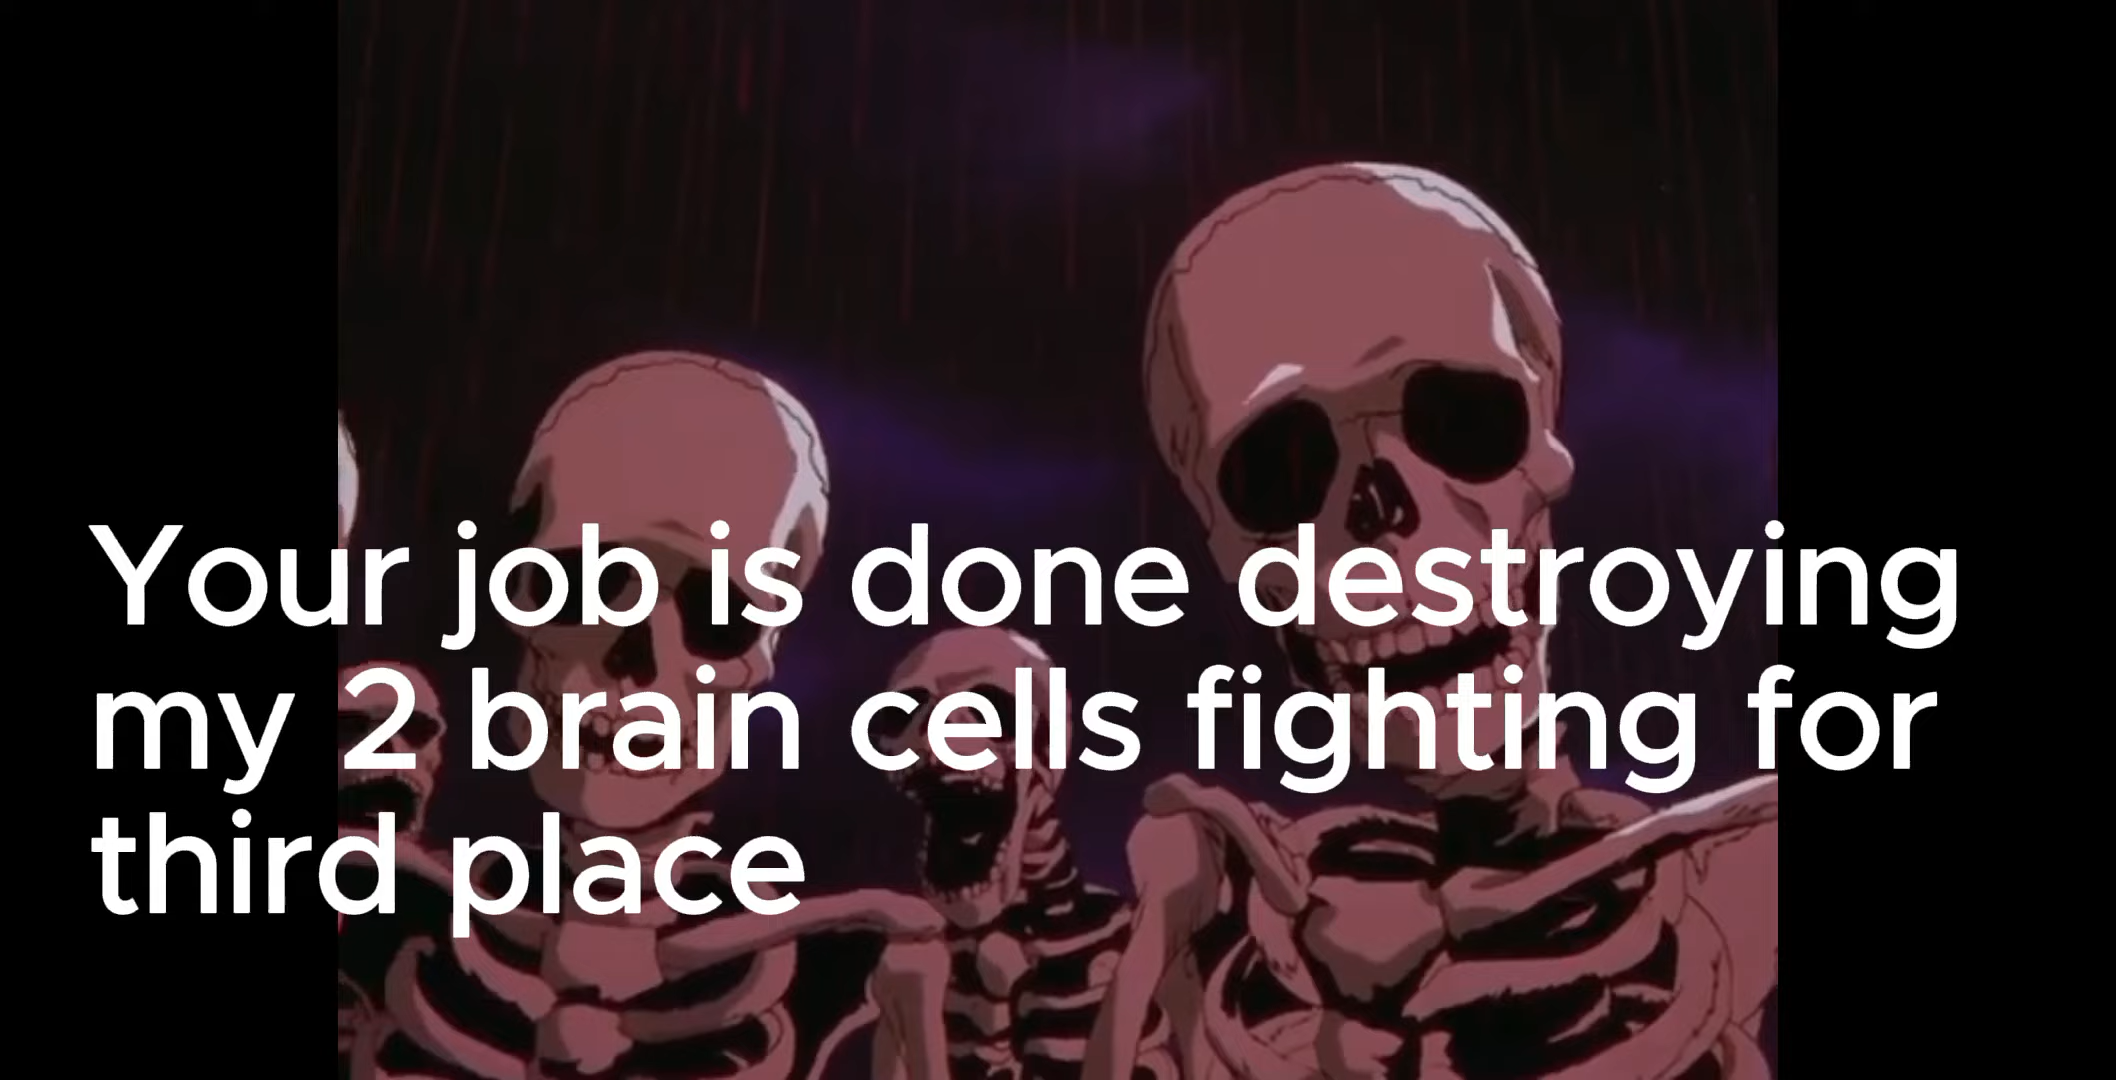 Your job is done destroying
my 2 brain cells fighting for
third place